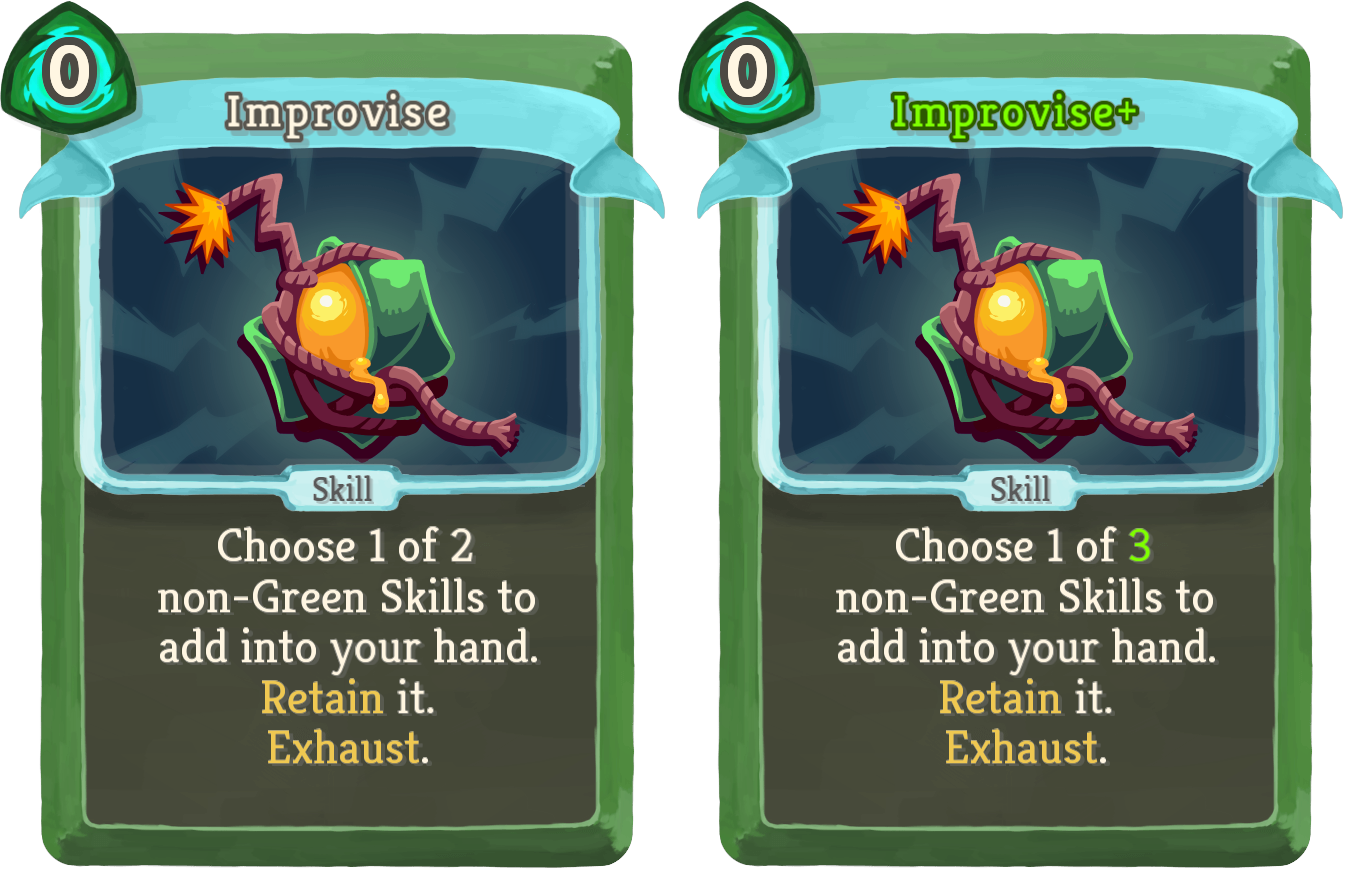 0
Improvise
Skill
Choose 1 of 2
non-Green Skills to
add into your hand.
Retain it.
Exhaust.
0
Improvise+
Skill
Choose 1 of 3
non-Green Skills to
add into your hand.
Retain it.
Exhaust.